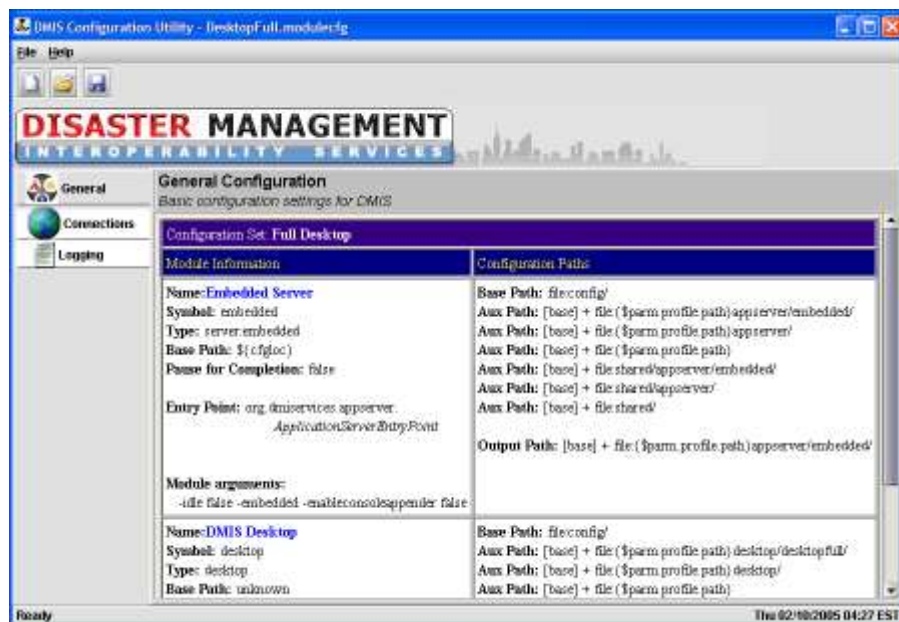 DMIS Configuration Utility - DesktopFull.modulecfg
File Help
DISASTER MANAGEMENT
INTEROPERABILITY SERVICES
General
Connections
Logging
General Configuration
Basic configuration settings for DMIS
Configuration Set: Full Desktop
Module Information
Name:Embedded Server
Symbol: embedded
Type: server.embedded
Base Path: ${cfgloc}
Pause for Completion: false
Entry Point: org.dmiservices.appserver.
ApplicationServerEntryPoint
Module arguments:
-idle false -embedded -enableconsoleappender false
Configuration Paths
Base Path: file:config/
Aux Path: [base] + file:($parm.profile.path)appserver/embedded/
Aux Path: [base] + file:($parm.profile.path)appserver/
Aux Path: [base] + file:($parm.profile.path)
Aux Path: [base] + file:shared/appserver/embedded/
Aux Path: [base] + file:shared/appserver/
Aux Path: [base] + file:shared/
Output Path: [base] + file:($parm.profile.path)appserver/embedded/
Name:DMIS Desktop
Symbol: desktop
Type: desktop
Base Path: unknown
Base Path: file:config/
Aux Path: [base] + file:($parm.profile.path)desktop/desktopfull/
Aux Path: [base] + file:($parm.profile.path)desktop/
Aux Path: [base] + file:($parm.profile.path)
Ready
Thu 02/10/2005 04:27 EST